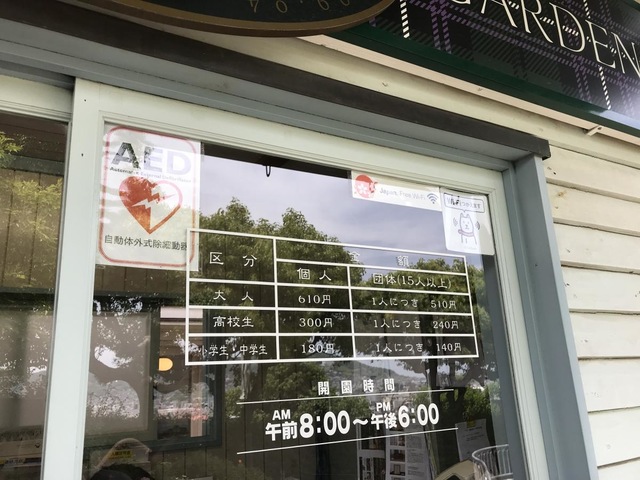 GARDEN
AED
自動体外式除細動器
Japan Free Wi-Fi
区分 金額
個人 団体(15人以上)
大人 610円 1人につき 510円
高校生 300円 1人につき 240円
小学生・中学生 180円 1人につき 140円
開園時間
AM PM
午前8:00～午後6:00